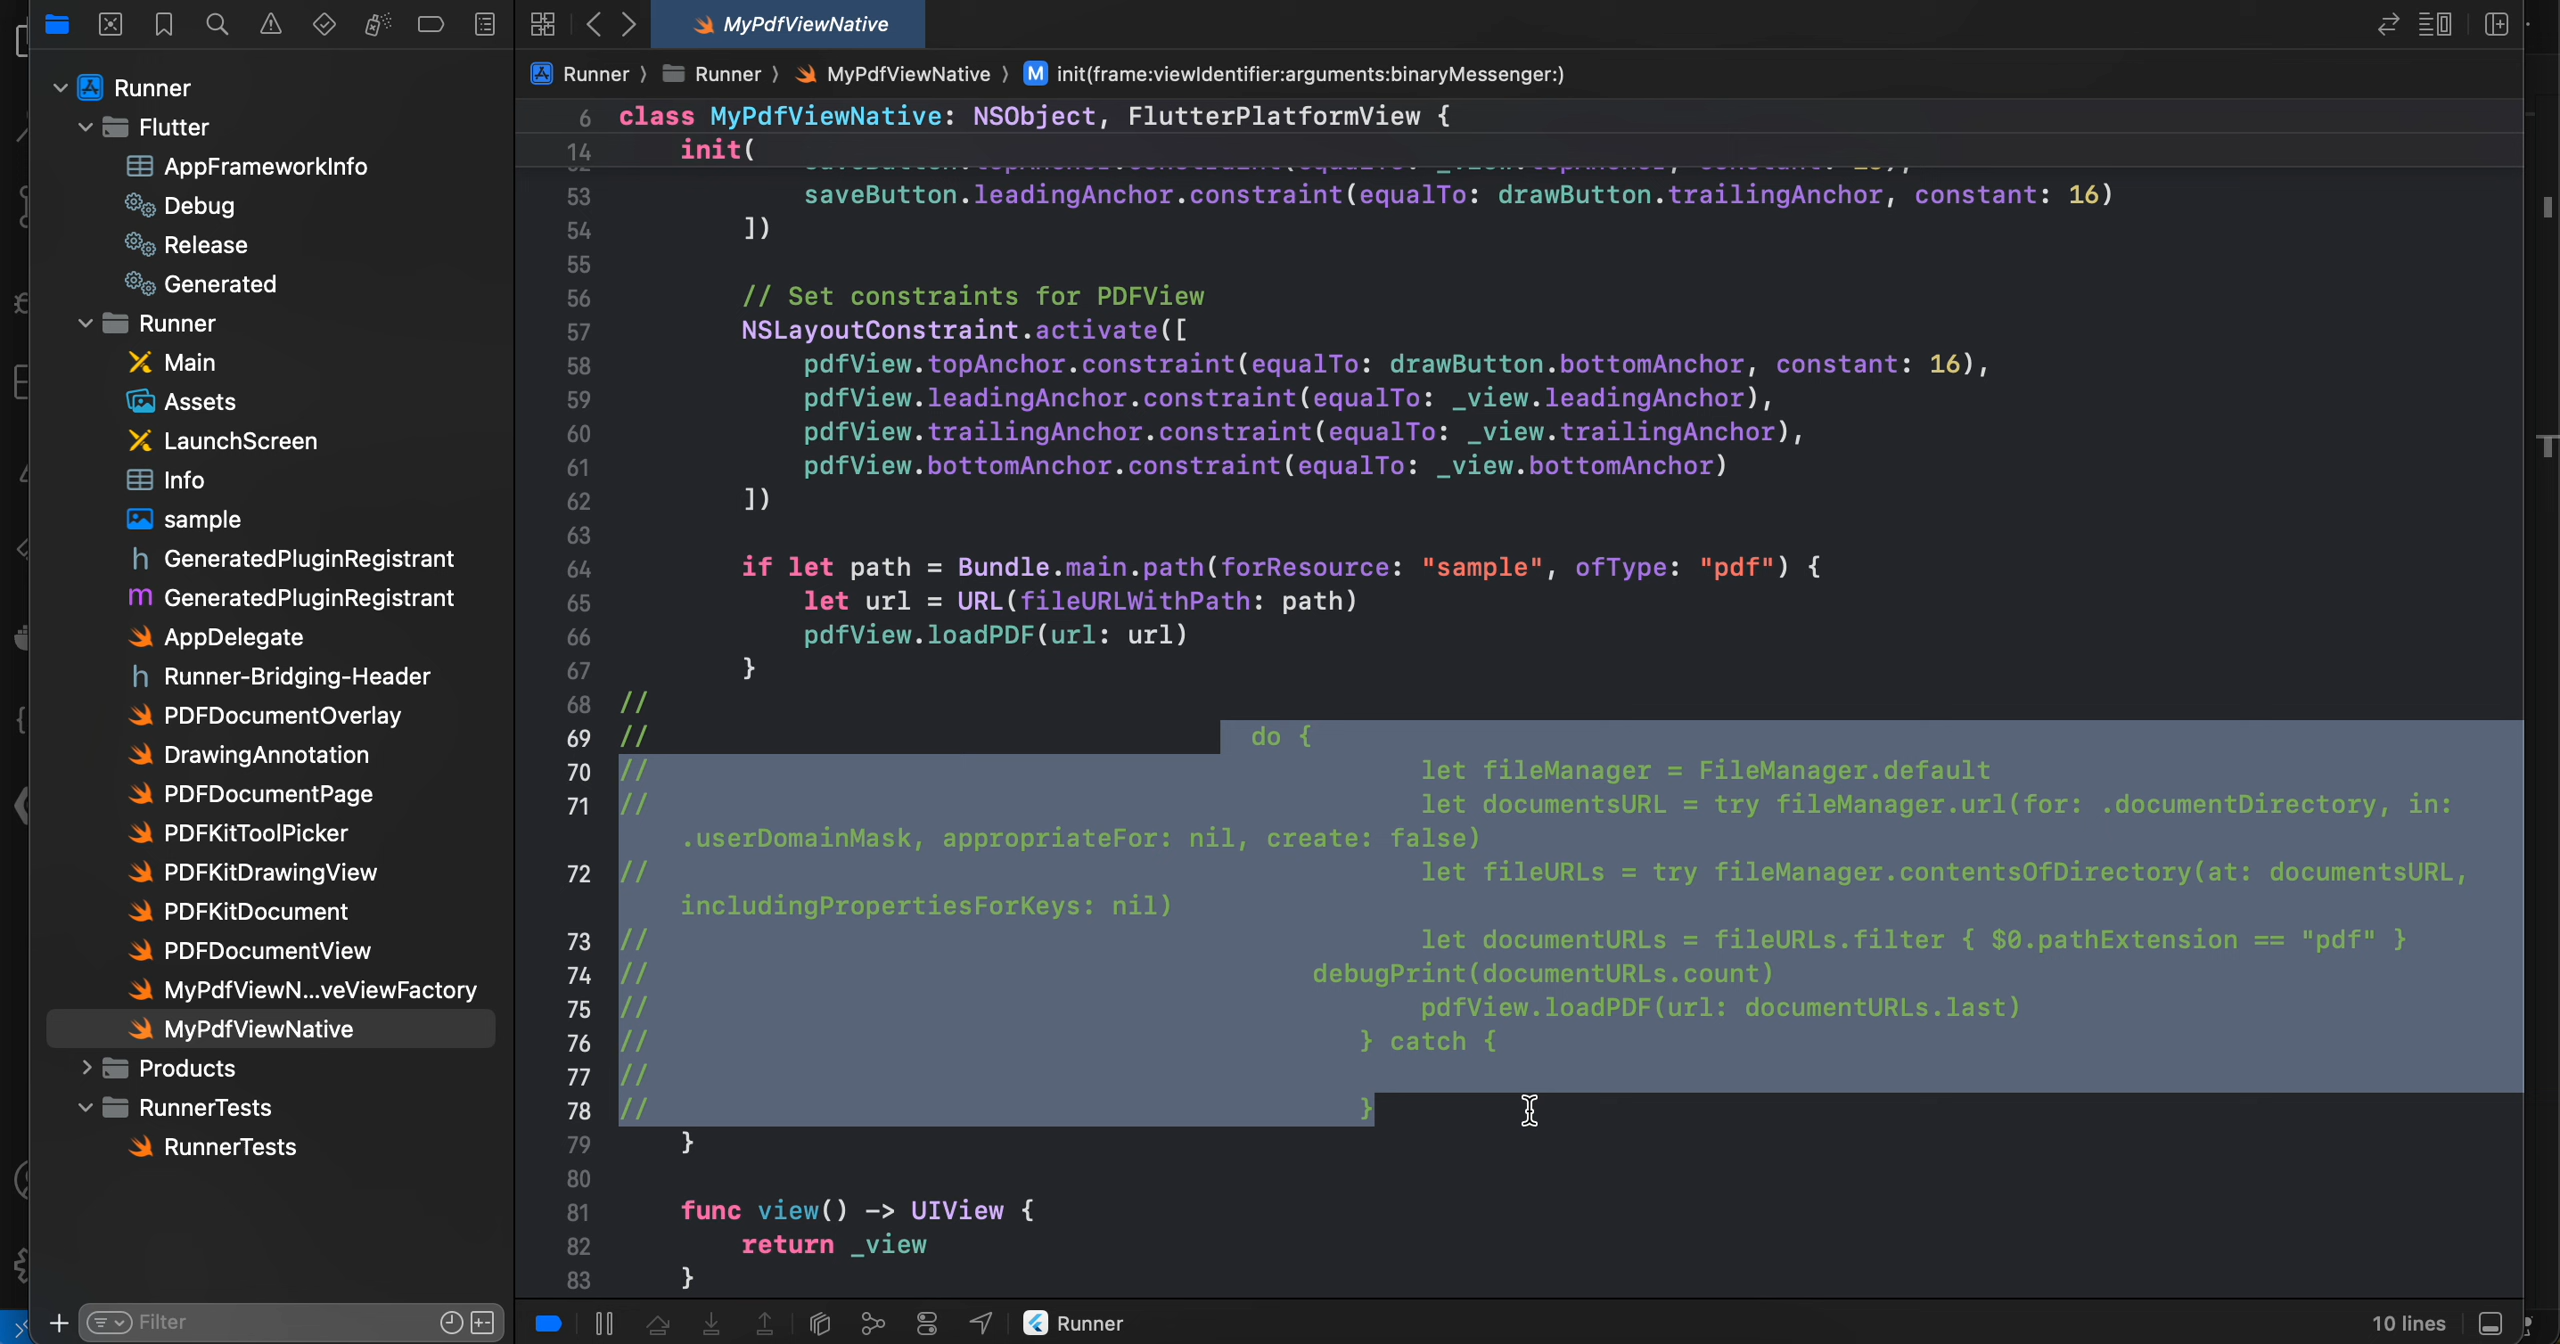 MyPdfViewNative
Runner
Runner
MyPdfViewNative
M
init(frame:viewIdentifier:arguments:binaryMessenger:)
Runner
Flutter
AppFrameworkInfo
Debug
Release
Generated
Runner
Main
Assets
LaunchScreen
Info
sample
h GeneratedPluginRegistrant
m GeneratedPluginRegistrant
AppDelegate
h Runner-Bridging-Header
PDFDocumentOverlay
DrawingAnnotation
PDFDocumentPage
PDFKitToolPicker
PDFKitDrawingView
PDFKitDocument
PDFDocumentView
MyPdfViewN...veViewFactory
MyPdfViewNative
Products
RunnerTests
RunnerTests
Filter
6 class MyPdfViewNative: NSObject, FlutterPlatformView {
14 init(
53 saveButton.leadingAnchor.constraint(equalTo: drawButton.trailingAnchor, constant: 16)
54 ])
55
56 // Set constraints for PDFView
57 NSLayoutConstraint.activate([
58 pdfView.topAnchor.constraint(equalTo: drawButton.bottomAnchor, constant: 16),
59 pdfView.leadingAnchor.constraint(equalTo: _view.leadingAnchor),
60 pdfView.trailingAnchor.constraint(equalTo: _view.trailingAnchor),
61 pdfView.bottomAnchor.constraint(equalTo: _view.bottomAnchor)
62 ])
63
64 if let path = Bundle.main.path(forResource: "sample", ofType: "pdf") {
65 let url = URL(fileURLWithPath: path)
66 pdfView.loadPDF(url: url)
67 }
68 //
69 // do {
70 // let fileManager = FileManager.default
71 // let documentsURL = try fileManager.url(for: .documentDirectory, in:
.userDomainMask, appropriateFor: nil, create: false)
72 // let fileURLs = try fileManager.contentsOfDirectory(at: documentsURL,
includingPropertiesForKeys: nil)
73 // let documentURLs = fileURLs.filter { $0.pathExtension == "pdf" }
74 // debugPrint(documentURLs.count)
75 // pdfView.loadPDF(url: documentURLs.last)
76 // } catch {
77 //
78 // }
79 }
80
81 func view() -> UIView {
82 return _view
83 }
Runner
10 lines